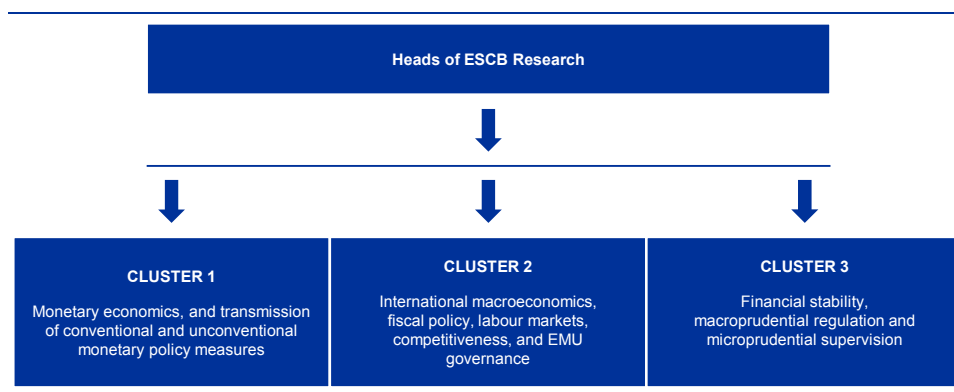 Heads of ESCB Research
CLUSTER 1
Monetary economics, and transmission
of conventional and unconventional
monetary policy measures
CLUSTER 2
International macroeconomics,
fiscal policy, labour markets,
competitiveness, and EMU
governance
CLUSTER 3
Financial stability,
macroprudential regulation and
microprudential supervision